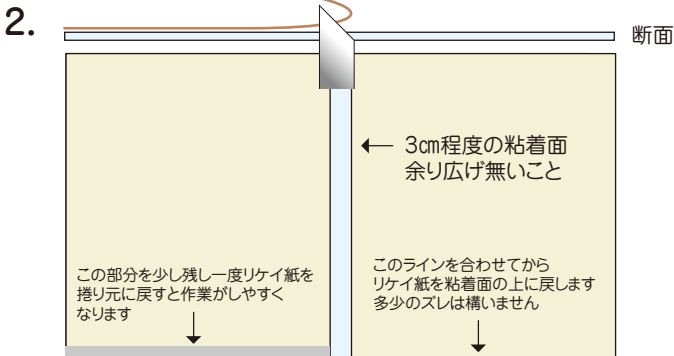 2.
断面
3㎝程度の粘着面
余り広げ無いこと
この部分を少し残し一度リケイ紙を
捲り元に戻すと作業がしやすく
なります
このラインを合わせてから
リケイ紙を粘着面の上に戻します
多少のズレは構いません